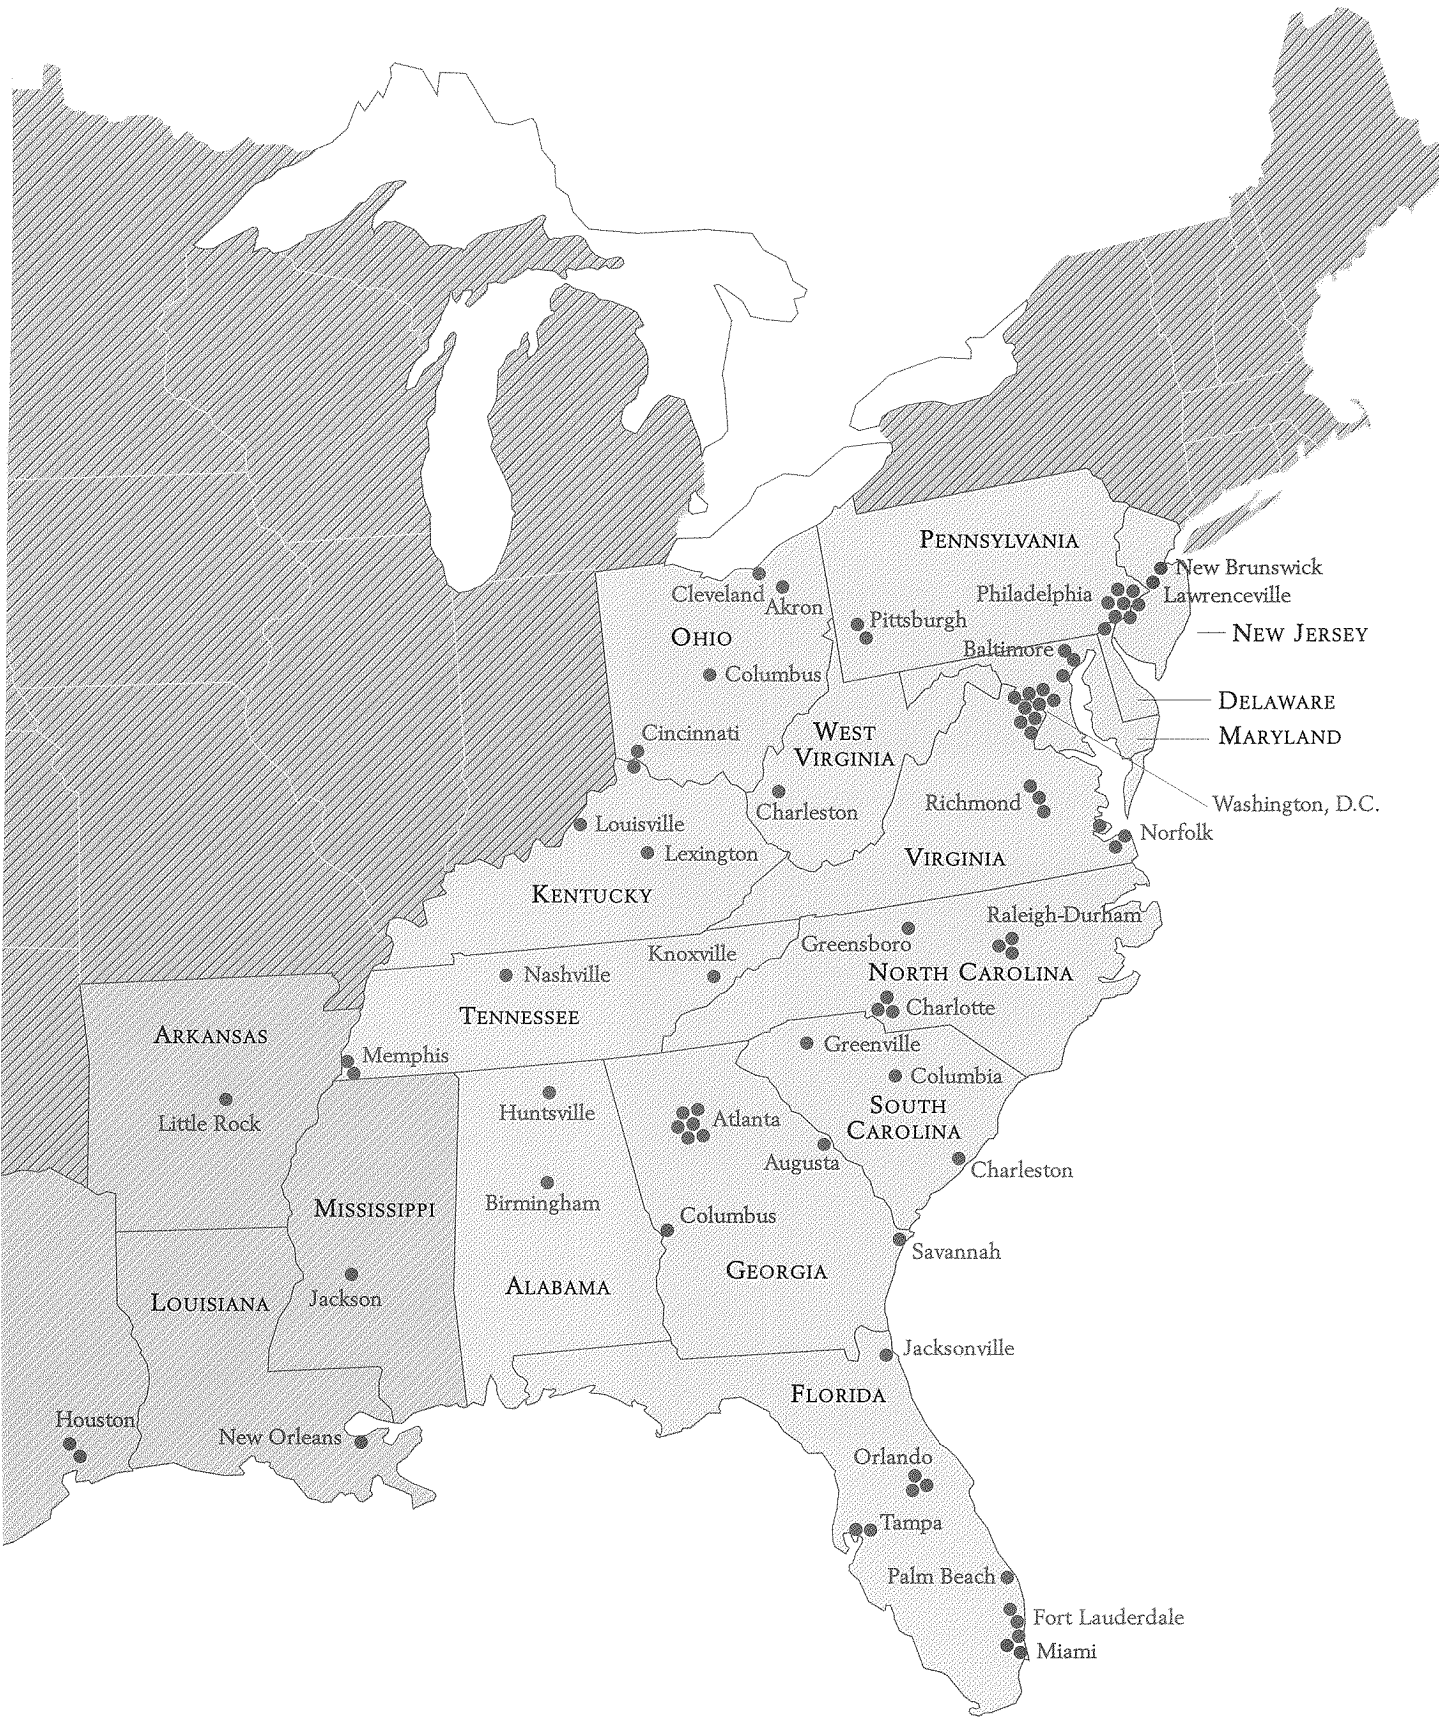 PENNSYLVANIA
New Brunswick
Cleveland
Philadelphia
Lawrenceville
Akron
Pittsburgh
OHIO
NEW JERSEY
Baltimore
Columbus
DELAWARE
Cincinnati
WEST
VIRGINIA
MARYLAND
Charleston
Richmond
Washington, D.C.
Louisville
Norfolk
Lexington
VIRGINIA
KENTUCKY
Raleigh-Durham
Greensboro
Knoxville
Nashville
NORTH CAROLINA
Charlotte
TENNESSEE
ARKANSAS
Greenville
Memphis
Columbia
SOUTH
CAROLINA
Huntsville
Atlanta
Little Rock
Augusta
Charleston
Birmingham
MISSISSIPPI
Columbus
Savannah
GEORGIA
ALABAMA
LOUISIANA
Jackson
Jacksonville
FLORIDA
Houston
New Orleans
Orlando
Tampa
Palm Beach
Fort Lauderdale
Miami